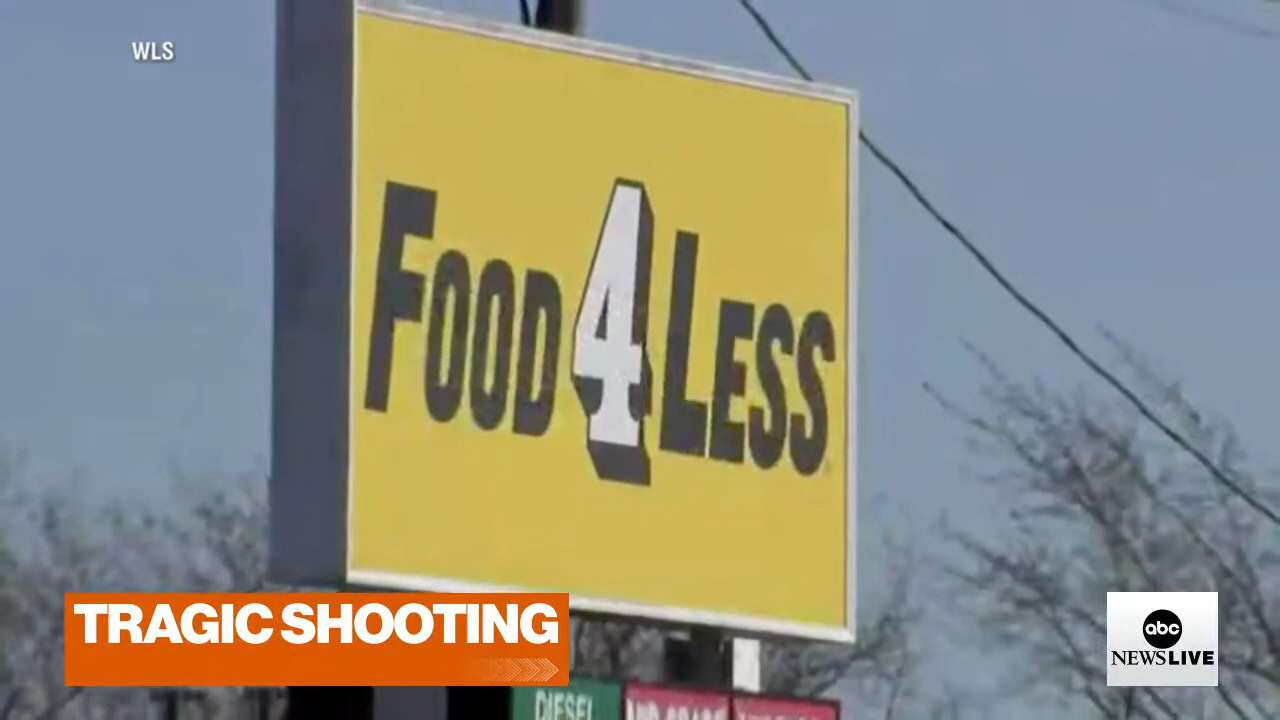 WLS
FOOD 4 LESS
TRAGIC SHOOTING
abc
NEWS LIVE
DIESEL